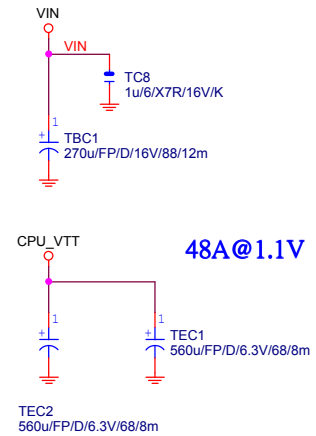 VIN
VIN
TC8
1u/6/X7R/16V/K
1
+
TBC1
270u/FP/D/16V/88/12m
CPU_VTT
48A@1.1V
1
+
1
+
TEC1
560u/FP/D/6.3V/68/8m
TEC2
560u/FP/D/6.3V/68/8m